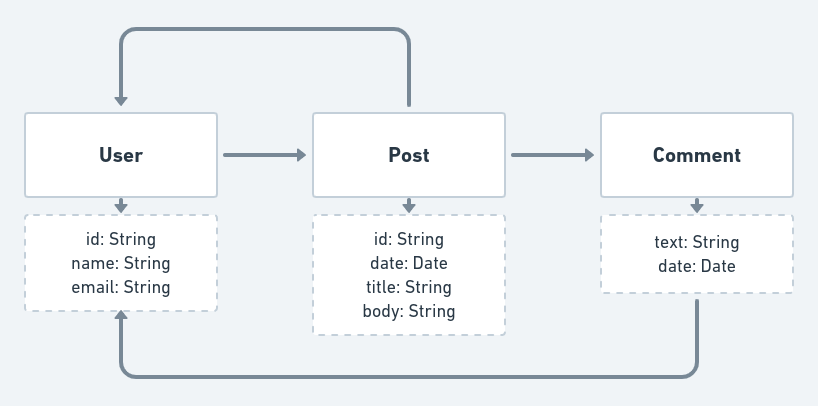 User
Post
Comment
id: String
name: String
email: String
id: String
date: Date
title: String
body: String
text: String
date: Date